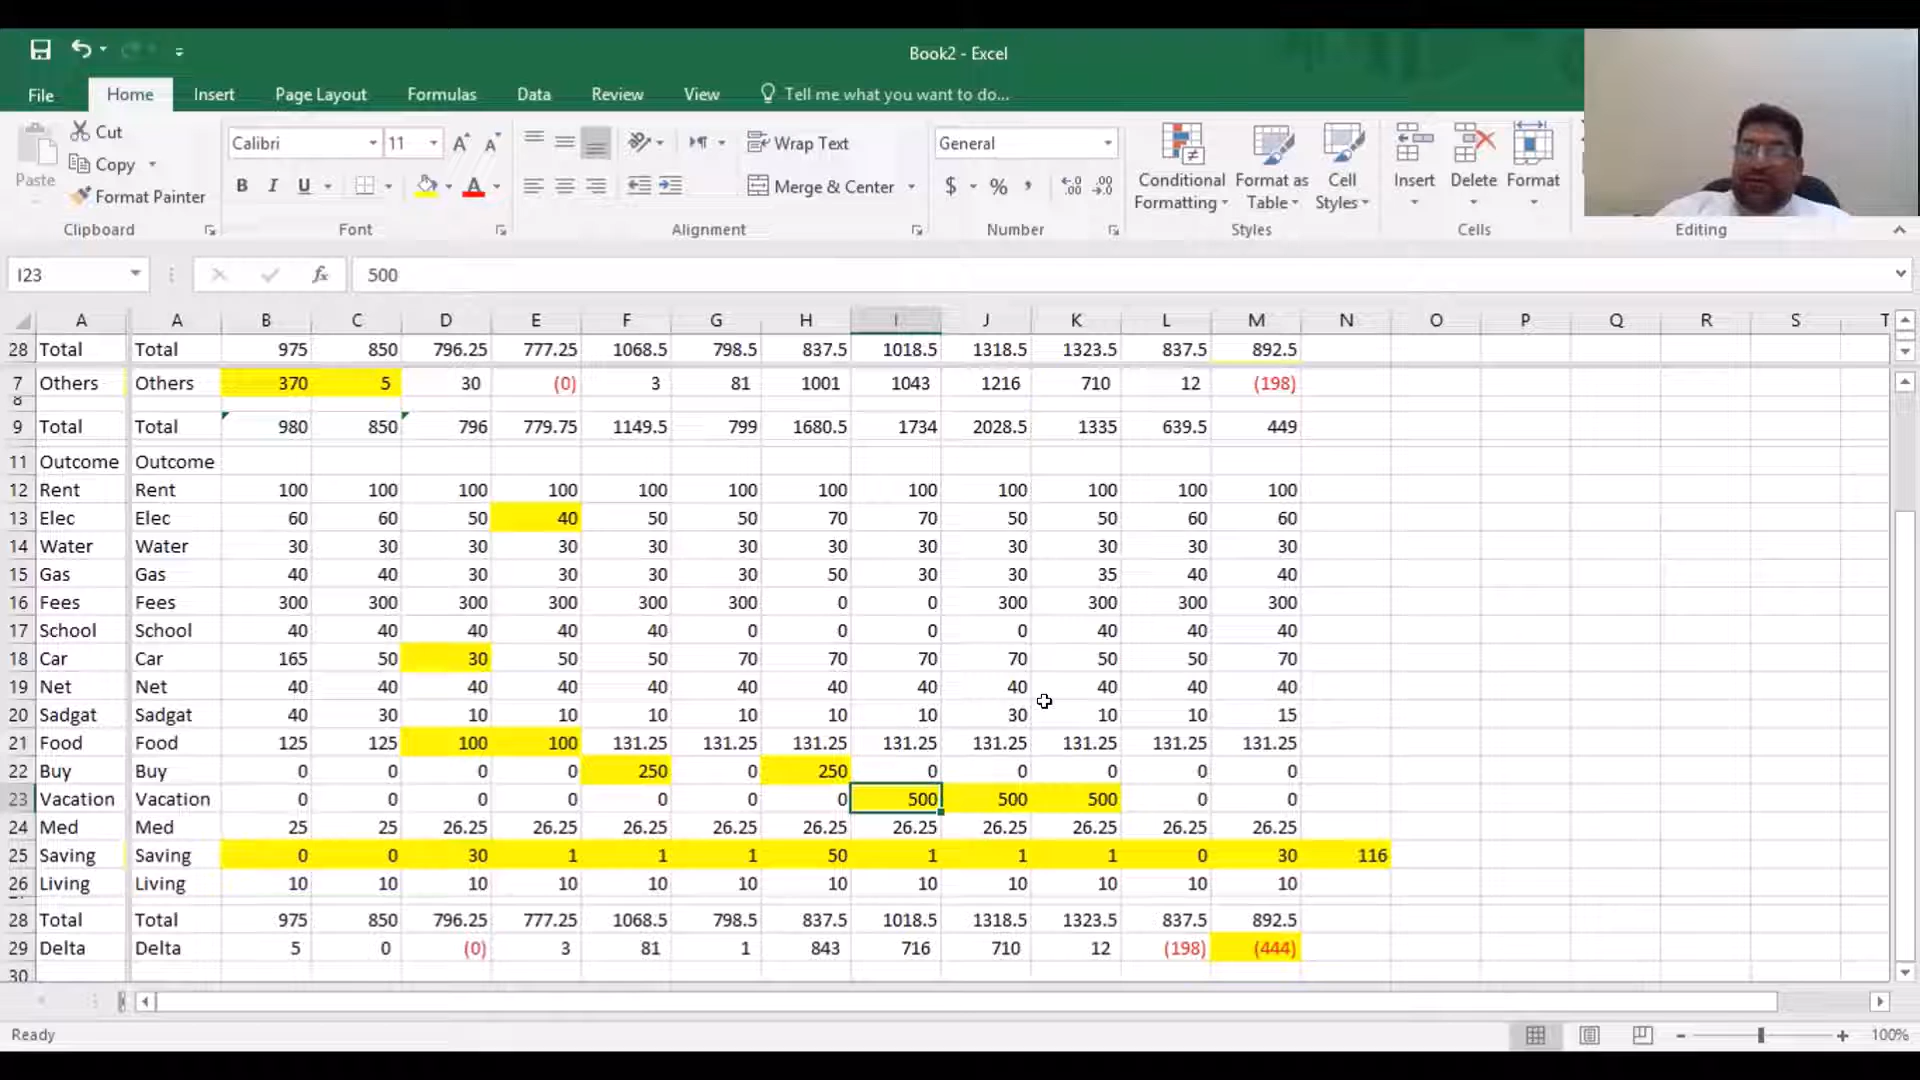 Book2 - Excel
File Home Insert Page Layout Formulas Data Review View Tell me what you want to do...
Paste
Cut
Copy
Format Painter
Clipboard
Calibri 11
B I U A
Font
Wrap Text
Merge & Center
Alignment
General
$ % ,
Number
Conditional Formatting
Format as Table
Cell Styles
Styles
Insert Delete Format
Cells
Editing
I23 fx 500
A A B C D E F G H I J K L M N O P Q R S T
28 Total Total 975 850 796.25 777.25 1068.5 798.5 837.5 1018.5 1318.5 1323.5 837.5 892.5
7 Others Others 370 5 30 (0) 3 81 1001 1043 1216 710 12 (198)
8
9 Total Total 980 850 796 779.75 1149.5 799 1680.5 1734 2028.5 1335 639.5 449
11 Outcome Outcome
12 Rent Rent 100 100 100 100 100 100 100 100 100 100 100 100
13 Elec Elec 60 60 50 40 50 50 70 70 50 50 60 60
14 Water Water 30 30 30 30 30 30 30 30 30 30 30 30
15 Gas Gas 40 40 30 30 30 30 50 30 30 35 40 40
16 Fees Fees 300 300 300 300 300 300 0 0 300 300 300 300
17 School School 40 40 40 40 40 0 0 0 0 40 40 40
18 Car Car 165 50 30 50 50 70 70 70 70 50 50 70
19 Net Net 40 40 40 40 40 40 40 40 40 40 40 40
20 Sadgat Sadgat 40 30 10 10 10 10 10 10 30 10 10 15
21 Food Food 125 125 100 100 131.25 131.25 131.25 131.25 131.25 131.25 131.25 131.25
22 Buy Buy 0 0 0 0 250 0 250 0 0 0 0 0
23 Vacation Vacation 0 0 0 0 0 0 0 500 500 500 0 0
24 Med Med 25 25 26.25 26.25 26.25 26.25 26.25 26.25 26.25 26.25 26.25 26.25
25 Saving Saving 0 0 30 1 1 1 50 1 1 1 0 30 116
26 Living Living 10 10 10 10 10 10 10 10 10 10 10 10
28 Total Total 975 850 796.25 777.25 1068.5 798.5 837.5 1018.5 1318.5 1323.5 837.5 892.5
29 Delta Delta 5 0 (0) 3 81 1 843 716 710 12 (198) (444)
30
Ready 100%